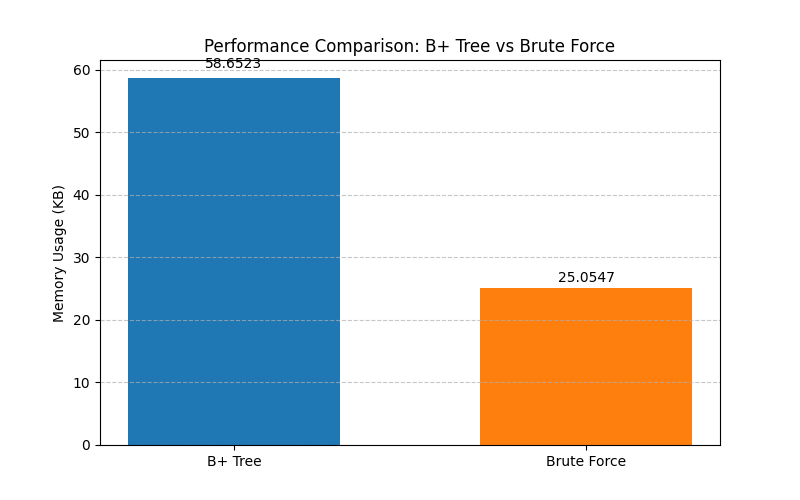 Performance Comparison: B+ Tree vs Brute Force
58.6523
60
50
40
30
20
10
0
Memory Usage (KB)
25.0547
B+ Tree
Brute Force